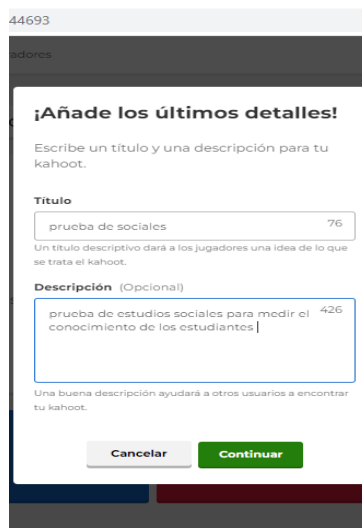 44693
adores
¡Añade los últimos detalles!
Escribe un título y una descripción para tu
kahoot.
Título
prueba de sociales 76
Un título descriptivo dará a los jugadores una idea de lo que
se trata el kahoot.
Descripción (Opcional)
prueba de estudios sociales para medir el 426
conocimiento de los estudiantes
Una buena descripción ayudará a otros usuarios a encontrar
tu kahoot.
Cancelar Continuar